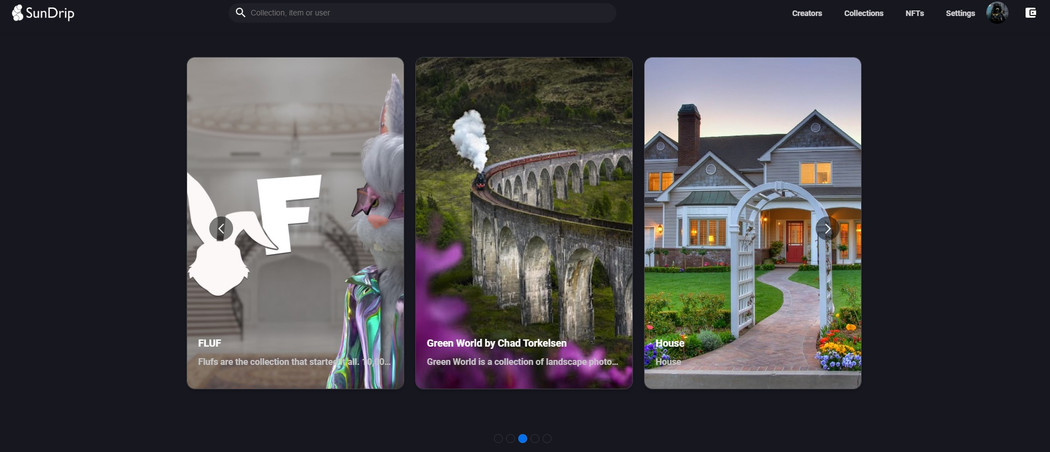 SunDrip
Collection, item or user
Creators
Collections
NFTs
Settings
F
FLUF
Flufs are the collection that started it all. 10,00...
Green World by Chad Torkelsen
Green World is a collection of landscape photo...
House
House